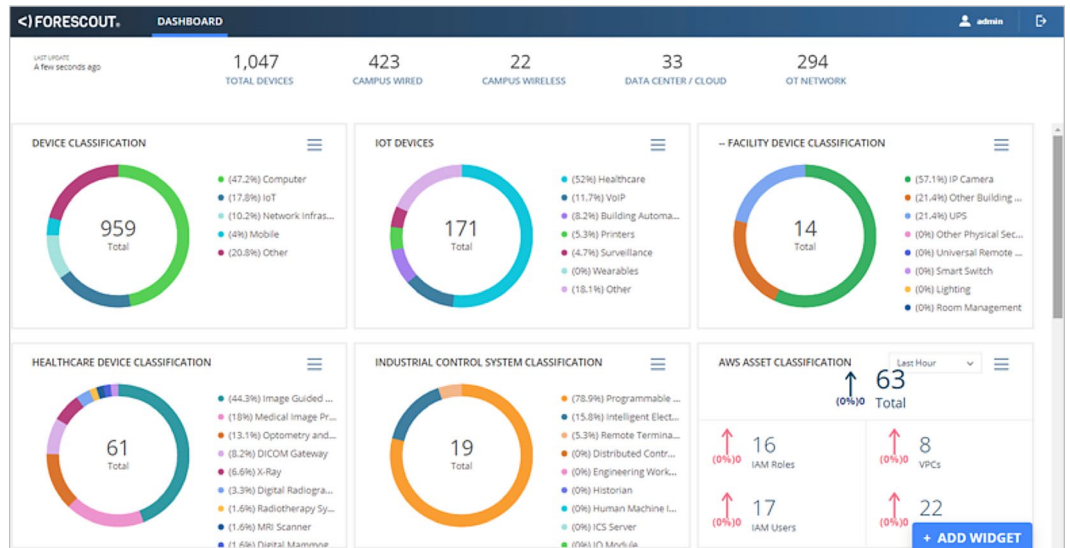 <) FORESCOUT.
DASHBOARD
admin
LAST UPDATE
A few seconds ago
1,047
TOTAL DEVICES
423
CAMPUS WIRED
22
CAMPUS WIRELESS
33
DATA CENTER / CLOUD
294
OT NETWORK
DEVICE CLASSIFICATION
959
Total
(47.2%) Computer
(17.8%) IoT
(10.2%) Network Infras...
(4%) Mobile
(20.8%) Other
IOT DEVICES
171
Total
(52%) Healthcare
(11.7%) VoIP
(8.2%) Building Automa...
(5.3%) Printers
(4.7%) Surveillance
(0%) Wearables
(18.1%) Other
-- FACILITY DEVICE CLASSIFICATION
14
Total
(57.1%) IP Camera
(21.4%) Other Building ...
(21.4%) UPS
(0%) Other Physical Sec...
(0%) Universal Remote ...
(0%) Smart Switch
(0%) Lighting
(0%) Room Management
HEALTHCARE DEVICE CLASSIFICATION
61
Total
(44.3%) Image Guided ...
(18%) Medical Image Pr...
(13.1%) Optometry and...
(8.2%) DICOM Gateway
(6.6%) X-Ray
(3.3%) Digital Radiogra...
(1.6%) Radiotherapy Sy...
(1.6%) MRI Scanner
(1.6%) Digital Mammog...
INDUSTRIAL CONTROL SYSTEM CLASSIFICATION
19
Total
(78.9%) Programmable ...
(15.8%) Intelligent Elect...
(5.3%) Remote Termina...
(0%) Distributed Contr...
(0%) Engineering Work...
(0%) Historian
(0%) Human Machine I...
(0%) ICS Server
(0%) IO Module
AWS ASSET CLASSIFICATION
Last Hour
(0%)0
63
Total
(0%)0
16
IAM Roles
(0%)0
8
VPCs
(0%)0
17
IAM Users
(0%)0
22
+ ADD WIDGET